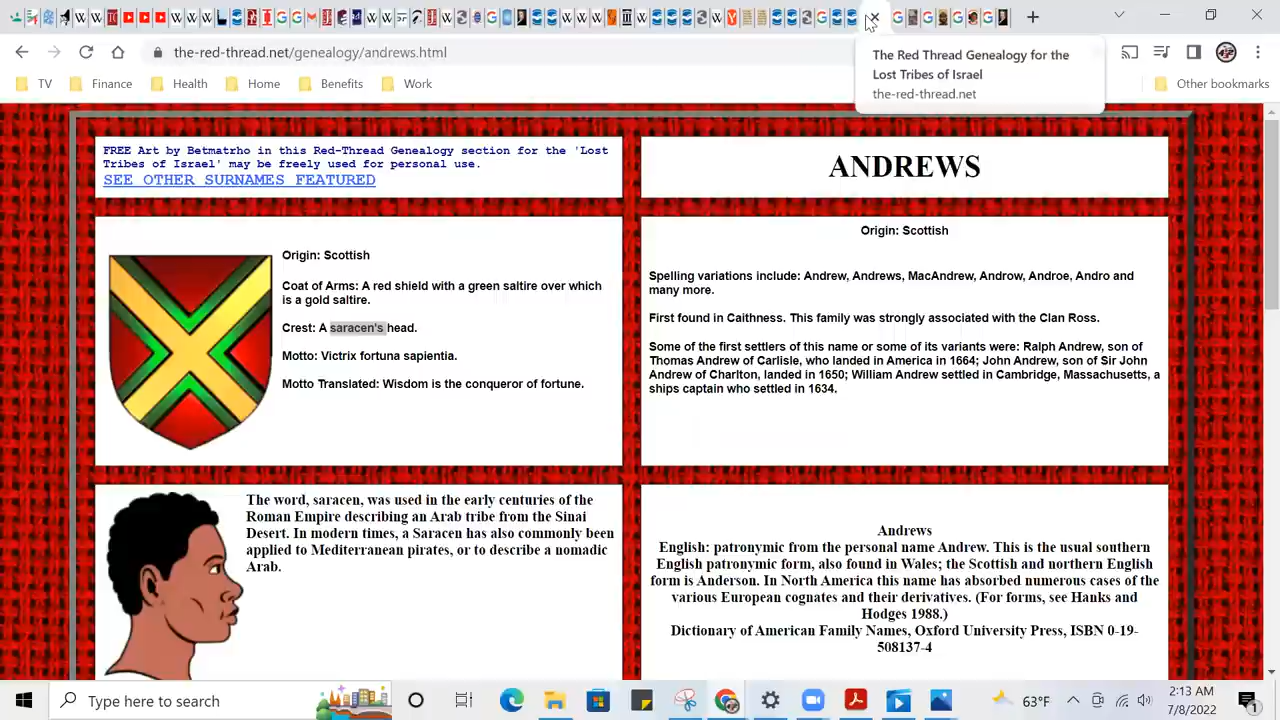 the-red-thread.net/genealogy/andrews.html
The Red Thread Genealogy for the
Lost Tribes of Israel
the-red-thread.net
TV
Finance
Health
Home
Benefits
Work
Other bookmarks
FREE Art by Betmatrho in this Red-Thread Genealogy section for the 'Lost
Tribes of Israel' may be freely used for personal use.
SEE OTHER SURNAMES FEATURED
ANDREWS
Origin: Scottish
Coat of Arms: A red shield with a green saltire over which
is a gold saltire.
Crest: A saracen's head.
Motto: Victrix fortuna sapientia.
Motto Translated: Wisdom is the conqueror of fortune.
Origin: Scottish
Spelling variations include: Andrew, Andrews, MacAndrew, Androw, Androe, Andro and
many more.
First found in Caithness. This family was strongly associated with the Clan Ross.
Some of the first settlers of this name or some of its variants were: Ralph Andrew, son of
Thomas Andrew of Carlisle, who landed in America in 1664; John Andrew, son of Sir John
Andrew of Charlton, landed in 1650; William Andrew settled in Cambridge, Massachusetts, a
ships captain who settled in 1634.
The word, saracen, was used in the early centuries of the
Roman Empire describing an Arab tribe from the Sinai
Desert. In modern times, a Saracen has also commonly been
applied to Mediterranean pirates, or to describe a nomadic
Arab.
Andrews
English: patronymic from the personal name Andrew. This is the usual southern
English patronymic form, also found in Wales; the Scottish and northern English
form is Anderson. In North America this name has absorbed numerous cases of the
various European cognates and their derivatives. (For forms, see Hanks and
Hodges 1988.)
Dictionary of American Family Names, Oxford University Press, ISBN 0-19-
508137-4
Type here to search
63°F
2:13 AM
7/8/2022
1